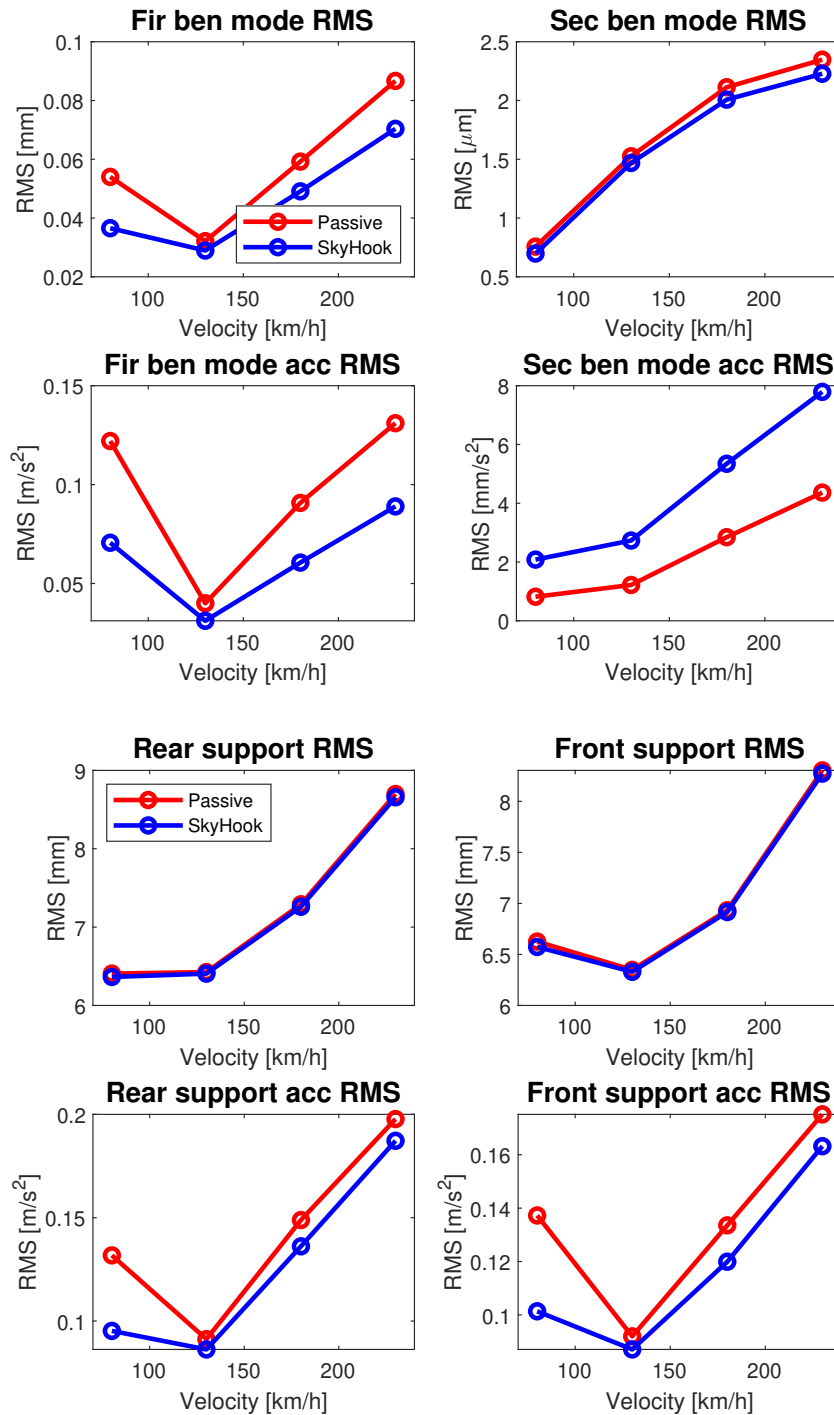 Fir ben mode RMS
RMS [mm]
0.1
0.08
0.06
0.04
0.02
Passive
SkyHook
100
150
200
Velocity [km/h]
Sec ben mode RMS
RMS [μm]
2.5
2
1.5
1
0.5
100
150
200
Velocity [km/h]
Fir ben mode acc RMS
RMS [m/s²]
0.15
0.1
0.05
100
150
200
Velocity [km/h]
Sec ben mode acc RMS
RMS [mm/s²]
8
6
4
2
0
100
150
200
Velocity [km/h]
Rear support RMS
RMS [mm]
9
8
7
6
Passive
SkyHook
100
150
200
Velocity [km/h]
Front support RMS
RMS [mm]
8
7.5
7
6.5
6
100
150
200
Velocity [km/h]
Rear support acc RMS
RMS [m/s²]
0.2
0.15
0.1
100
150
200
Velocity [km/h]
Front support acc RMS
RMS [m/s²]
0.16
0.14
0.12
0.1
100
150
200
Velocity [km/h]